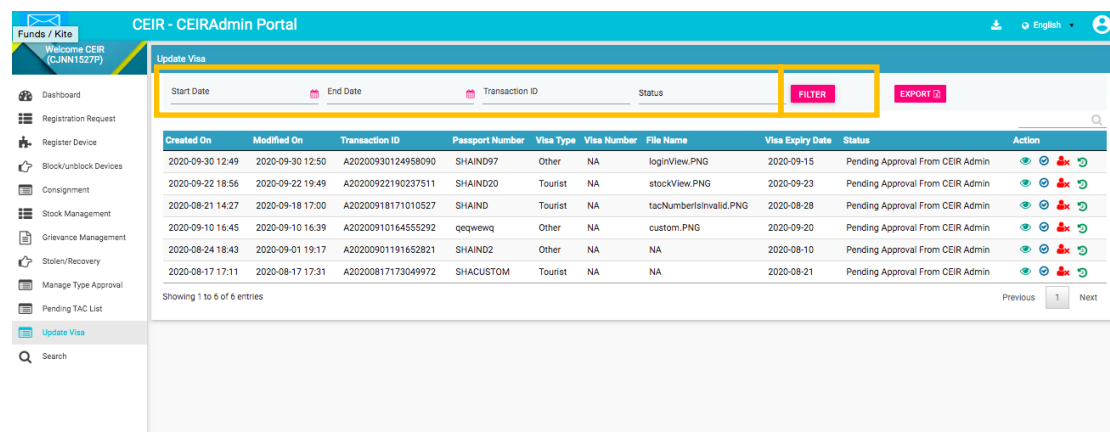 CEIR - CEIRAdmin Portal
English
Funds / Kite
Welcome CEIR
(CJNN1527P)
Update Visa
Dashboard
Registration Request
Register Device
Block/unblock Devices
Consignment
Stock Management
Grievance Management
Stolen/Recovery
Manage Type Approval
Pending TAC List
Update Visa
Search
Start Date End Date Transaction ID Status FILTER EXPORT
Created On Modified On Transaction ID Passport Number Visa Type Visa Number File Name Visa Expiry Date Status Action
2020-09-30 12:49 2020-09-30 12:50 A20200930124958090 SHAIND97 Other NA loginView.PNG 2020-09-15 Pending Approval From CEIR Admin
2020-09-22 18:56 2020-09-22 19:49 A20200922190237511 SHAIND20 Tourist NA stockView.PNG 2020-09-23 Pending Approval From CEIR Admin
2020-08-21 14:27 2020-09-18 17:00 A20200918171010527 SHAIND Tourist NA tacNumberIsInvalid.PNG 2020-08-28 Pending Approval From CEIR Admin
2020-09-10 16:45 2020-09-10 16:39 A20200910164555292 qeqwewq Other NA custom.PNG 2020-09-20 Pending Approval From CEIR Admin
2020-08-24 18:43 2020-09-01 19:17 A20200901191652821 SHAIND2 Other NA NA 2020-08-10 Pending Approval From CEIR Admin
2020-08-17 17:11 2020-08-17 17:31 A20200817173049972 SHACUSTOM Tourist NA NA 2020-08-21 Pending Approval From CEIR Admin
Showing 1 to 6 of 6 entries
Previous 1 Next